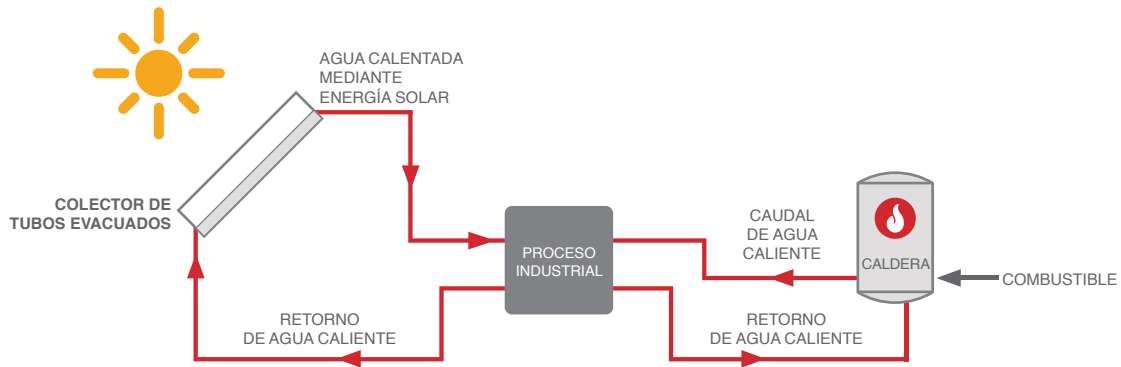 AGUA CALENTADA
MEDIANTE
ENERGÍA SOLAR
COLECTOR DE
TUBOS EVACUADOS
PROCESO
INDUSTRIAL
CAUDAL
DE AGUA
CALIENTE
CALDERA
COMBUSTIBLE
RETORNO
DE AGUA CALIENTE
RETORNO
DE AGUA CALIENTE